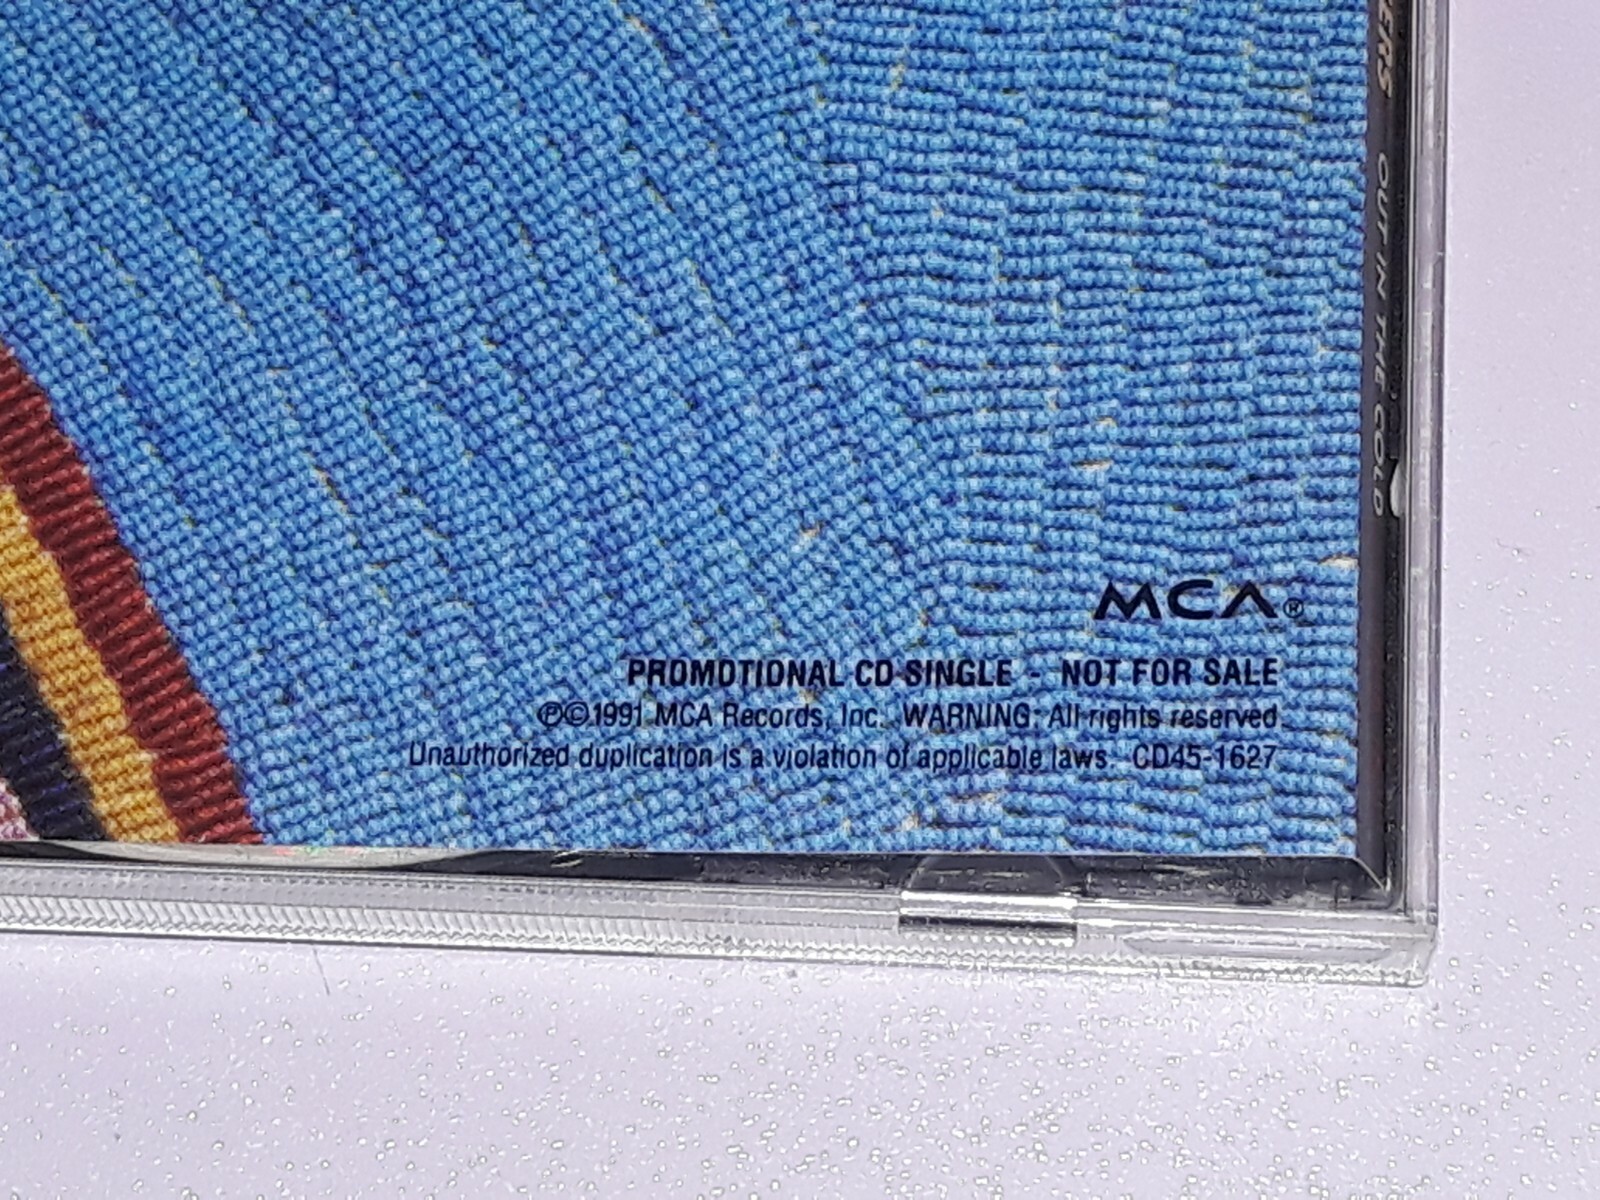 ERS OUT IN THE COLD
MCA®
PROMOTIONAL CD SINGLE - NOT FOR SALE
℗©1991 MCA Records, Inc. WARNING: All rights reserved
Unauthorized duplication is a violation of applicable laws. CD45-1627